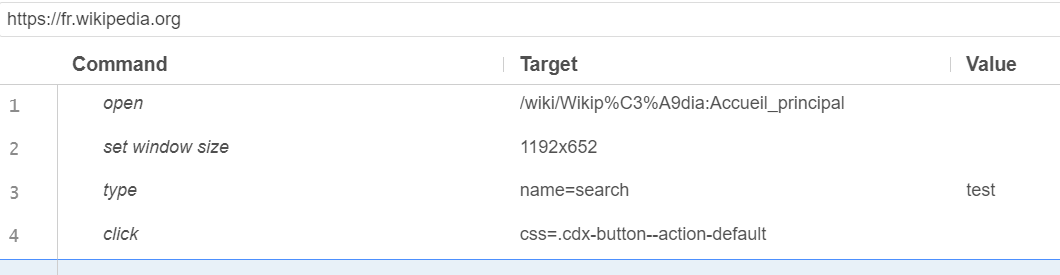 https://fr.wikipedia.org
Command Target Value
1 open /wiki/Wikip%C3%A9dia:Accueil_principal
2 set window size 1192x652
3 type name=search test
4 click css=.cdx-button--action-default